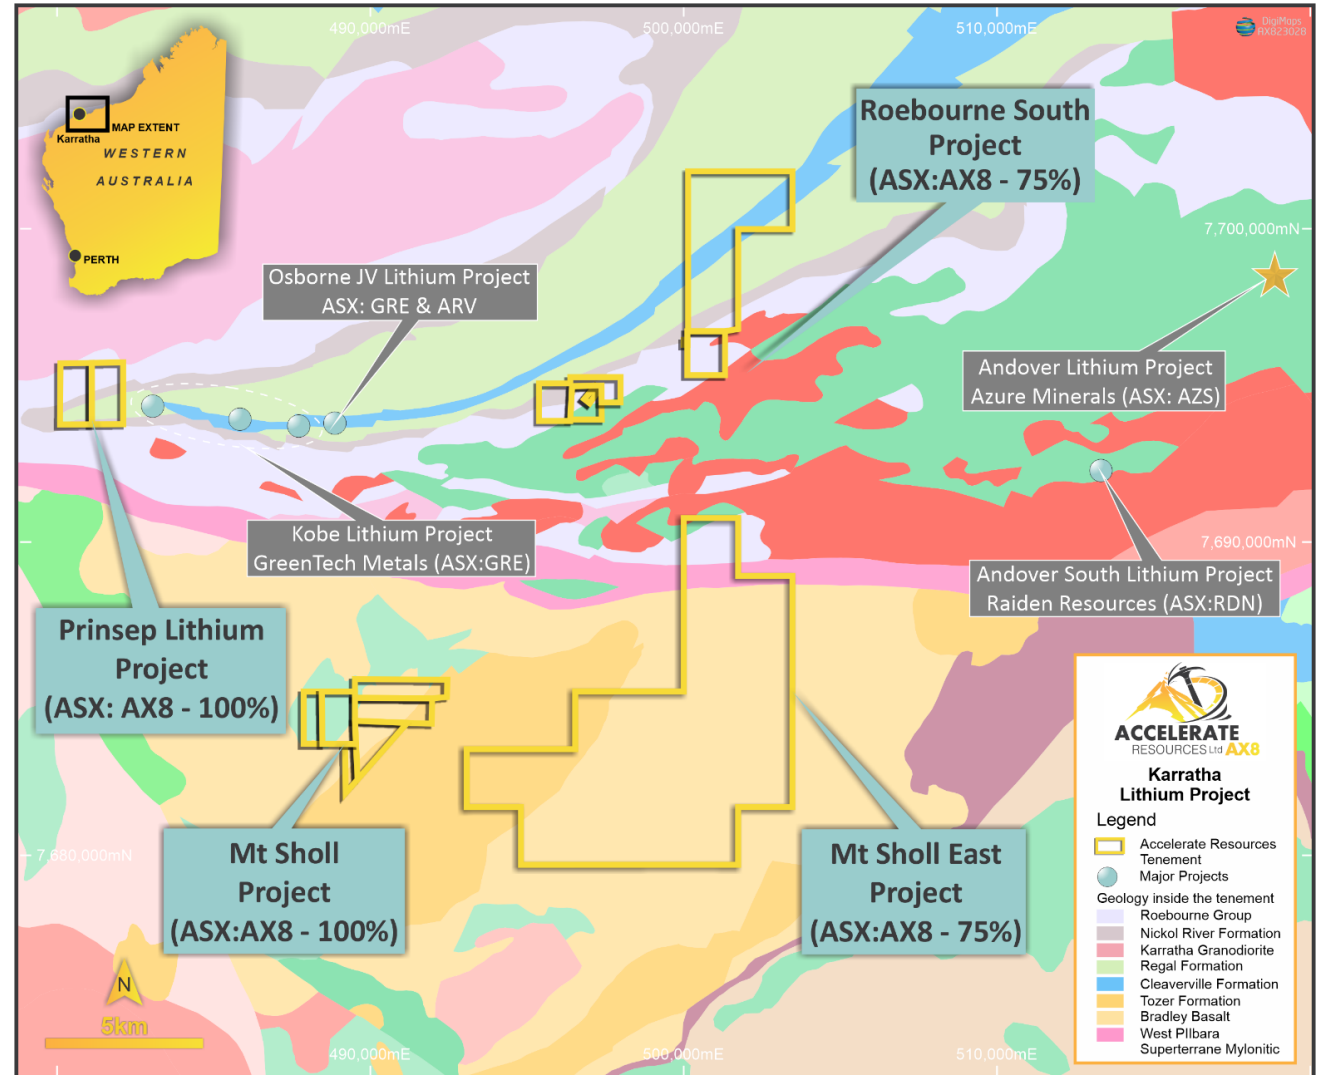 490,000mE
500,000mE
510,000mE
DigiMaps
AX823028
MAP EXTENT
Karratha
WESTERN
AUSTRALIA
PERTH
Roebourne South
Project
(ASX:AX8 - 75%)
7,700,000mN
Osborne JV Lithium Project
ASX: GRE & ARV
Andover Lithium Project
Azure Minerals (ASX: AZS)
Kobe Lithium Project
GreenTech Metals (ASX:GRE)
7,690,000mN
Andover South Lithium Project
Raiden Resources (ASX:RDN)
Prinsep Lithium
Project
(ASX: AX8 - 100%)
Mt Sholl
Project
(ASX:AX8 - 100%)
Mt Sholl East
Project
(ASX:AX8 - 75%)
7,680,000mN
N
5km
490,000mE
500,000mE
510,000mE
ACCELERATE
RESOURCES Ltd AX8
Karratha
Lithium Project
Legend
Accelerate Resources
Tenement
Major Projects
Geology inside the tenement
Roebourne Group
Nickol River Formation
Karratha Granodiorite
Regal Formation
Cleaverville Formation
Tozer Formation
Bradley Basalt
West PIlbara
Superterrane Mylonitic